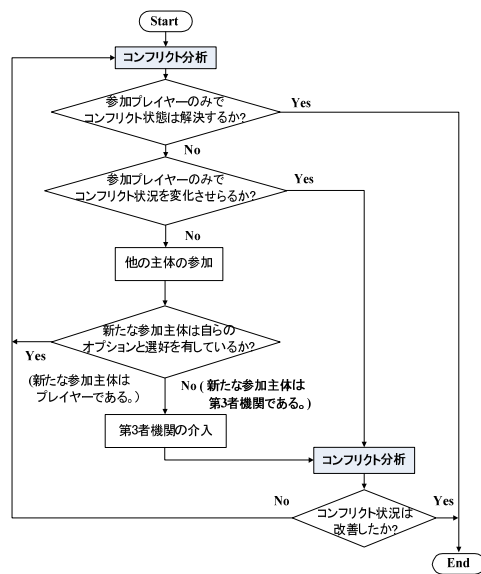 Start
コンフリクト分析
参加プレイヤーのみで
コンフリクト状態は解決するか?
Yes
No
参加プレイヤーのみで
コンフリクト状況を変化させらるか?
Yes
No
他の主体の参加
新たな参加主体は自らの
オプションと選好を有しているか?
Yes
(新たな参加主体は
プレイヤーである。)
No ( 新たな参加主体は
第3者機関である。)
第3者機関の介入
コンフリクト分析
No
コンフリクト状況は
改善したか?
Yes
End